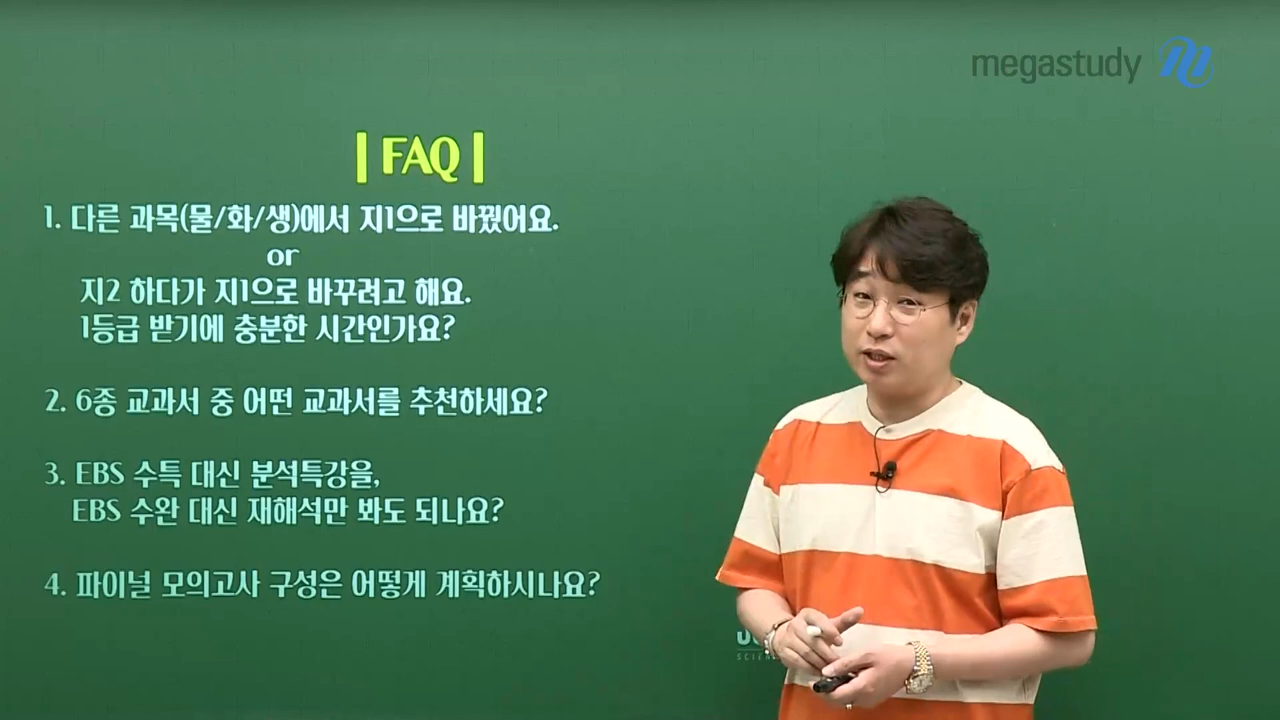 megastudy
| FAQ |
1. 다른 과목(물/화/생)에서 지1으로 바꿨어요.
or
지2 하다가 지1으로 바꾸려고 해요.
1등급 받기에 충분한 시간인가요?
2. 6종 교과서 중 어떤 교과서를 추천하세요?
3. EBS 수특 대신 분석특강을,
EBS 수완 대신 재해석만 봐도 되나요?
4. 파이널 모의고사 구성은 어떻게 계획하시나요?